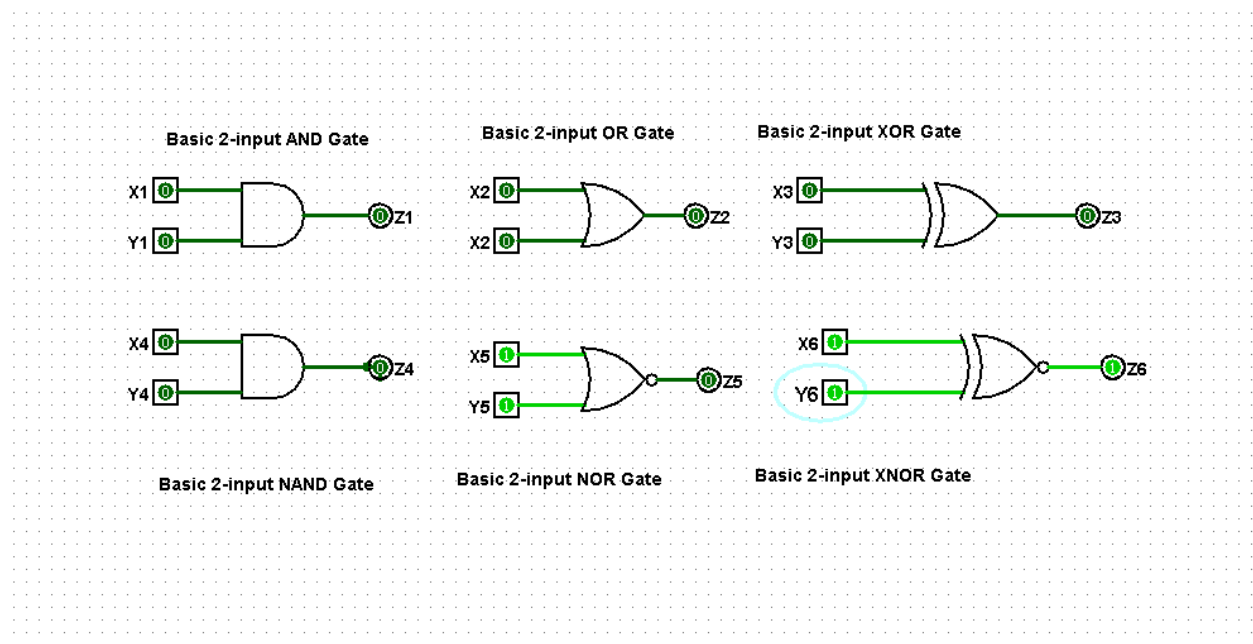 Basic 2-input AND Gate
Basic 2-input OR Gate
Basic 2-input XOR Gate
X1 0
Y1 0
0 Z1
X2 0
X2 0
0 Z2
X3 0
Y3 0
0 Z3
X4 0
Y4 0
0 Z4
X5 1
Y5 1
0 Z5
X6 1
Y6 1
1 Z6
Basic 2-input NAND Gate
Basic 2-input NOR Gate
Basic 2-input XNOR Gate